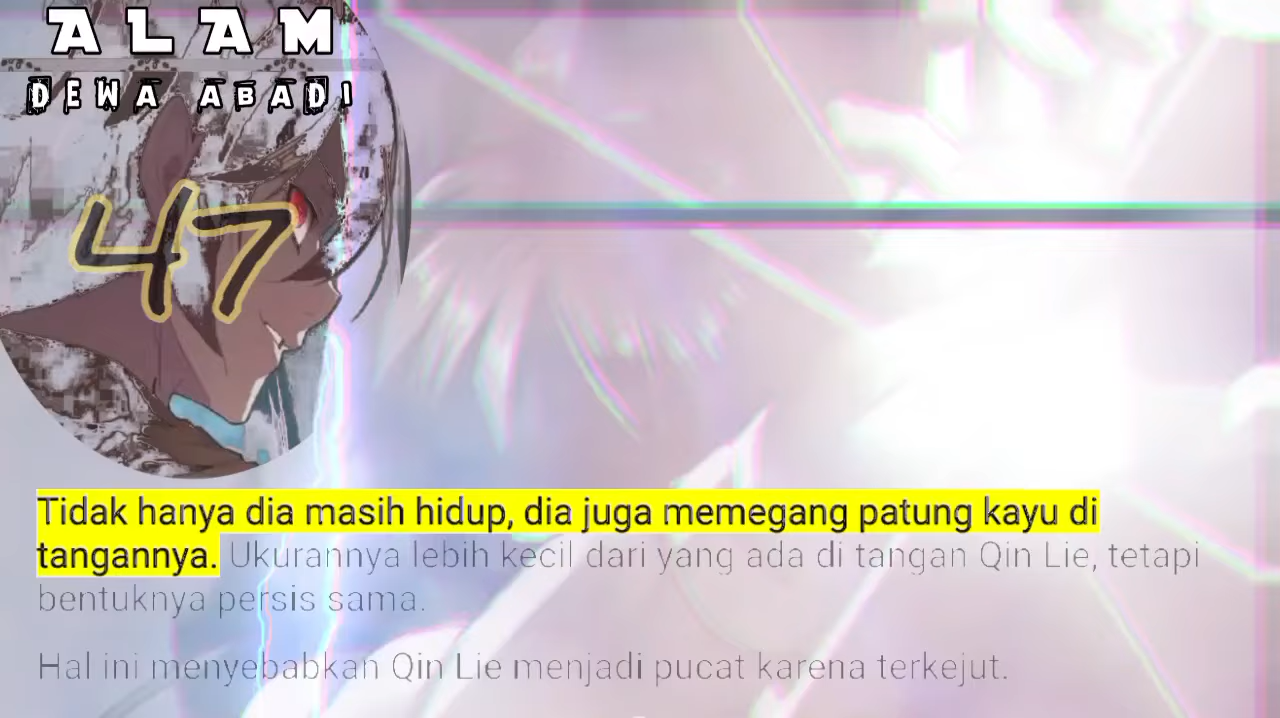 ALAM
DEWA ABADI
47
Tidak hanya dia masih hidup, dia juga memegang patung kayu di
tangannya. Ukurannya lebih kecil dari yang ada di tangan Qin Lie, tetapi
bentuknya persis sama.
Hal ini menyebabkan Qin Lie menjadi pucat karena terkejut.